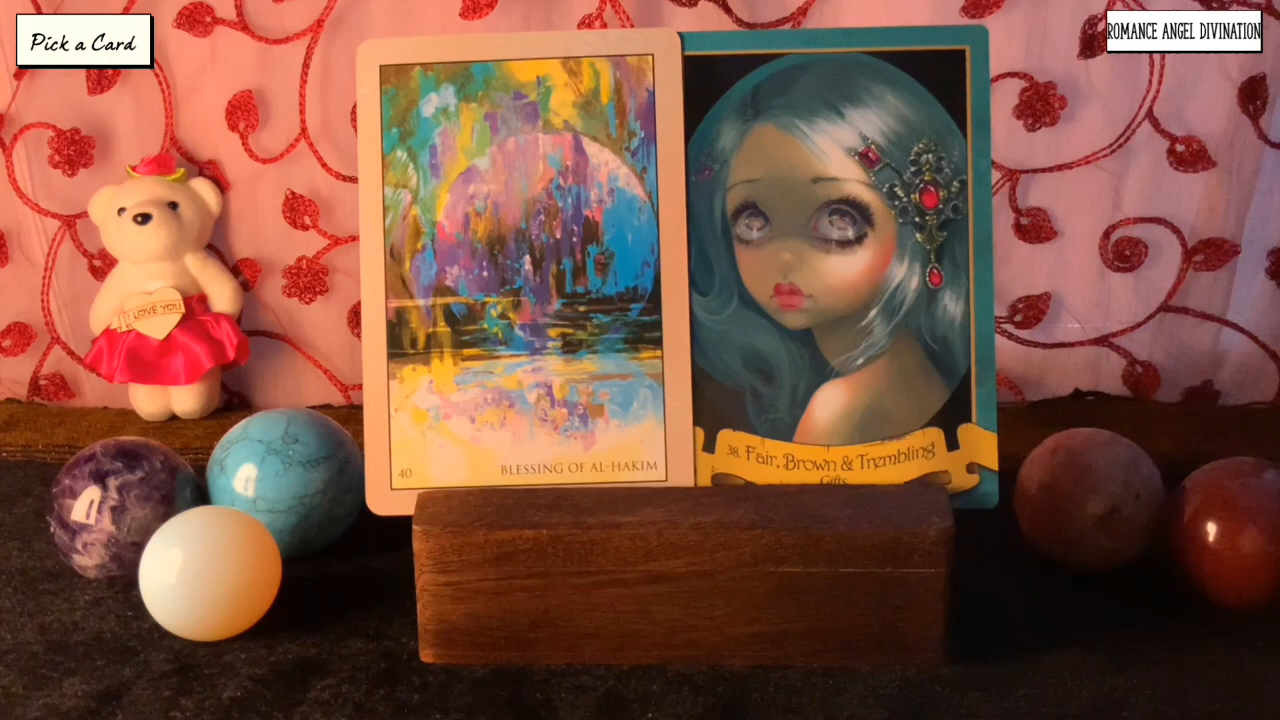 Pick a Card
ROMANCE ANGEL DIVINATION
I LOVE YOU
40
BLESSING OF AL-HAKIM
38. Fair, Brown & Trembling
Gifts